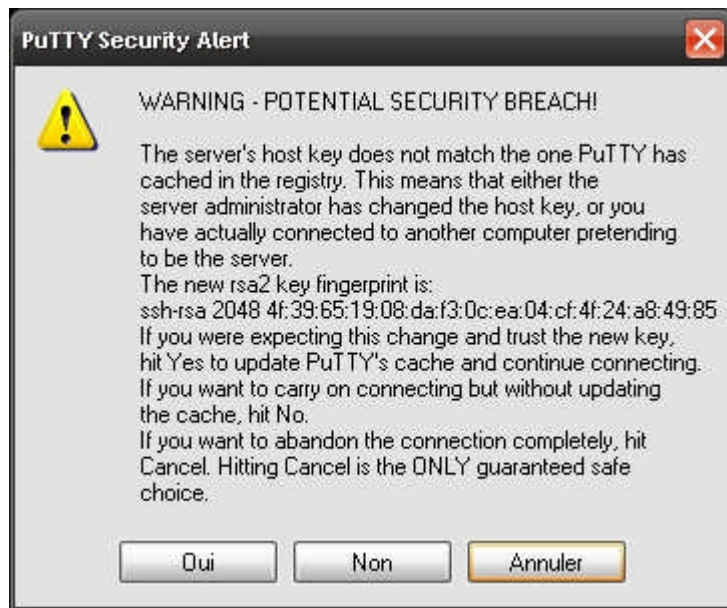 PuTTY Security Alert
WARNING - POTENTIAL SECURITY BREACH!
The server's host key does not match the one PuTTY has
cached in the registry. This means that either the
server administrator has changed the host key, or you
have actually connected to another computer pretending
to be the server.
The new rsa2 key fingerprint is:
ssh-rsa 2048 4f:39:65:19:08:da:f3:0c:ea:04:cf:4f:24:a8:49:85
If you were expecting this change and trust the new key,
hit Yes to update PuTTY's cache and continue connecting.
If you want to carry on connecting but without updating
the cache, hit No.
If you want to abandon the connection completely, hit
Cancel. Hitting Cancel is the ONLY guaranteed safe
choice.
Oui Non Annuler